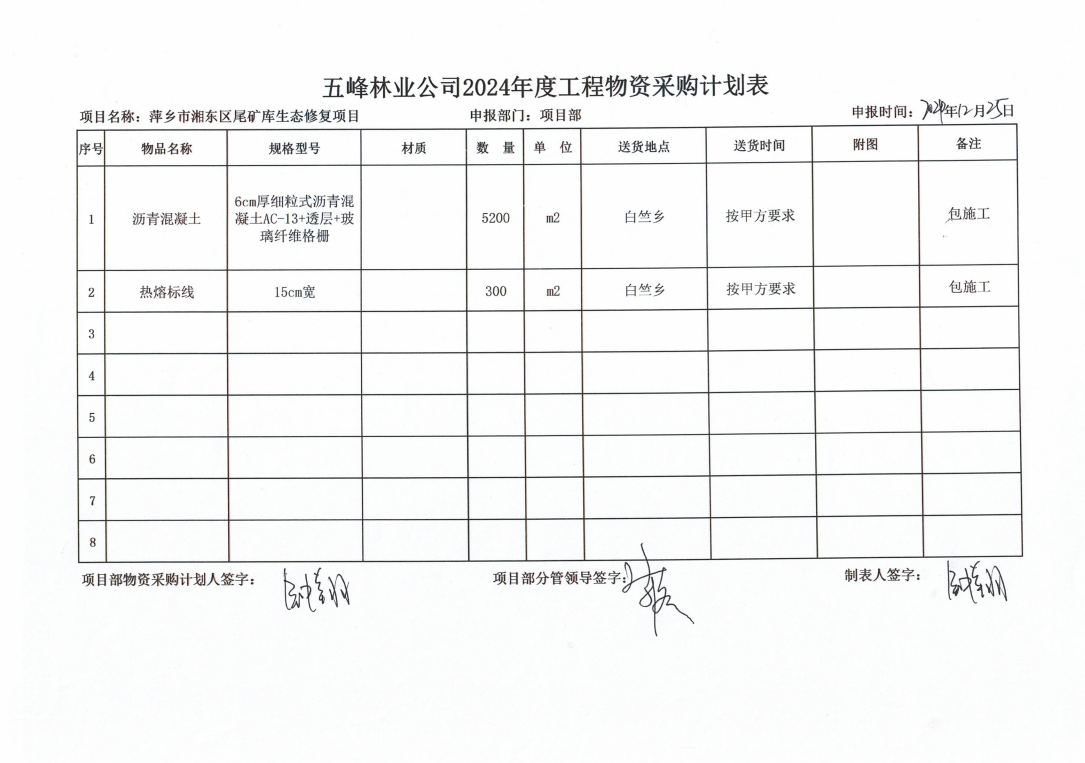 五峰林业公司2024年度工程物资采购计划表
项目名称：萍乡市湘东区尾矿库生态修复项目 申报部门：项目部 申报时间：2024年12月25日
序号 物品名称 规格型号 材质 数 量 单 位 送货地点 送货时间 附图 备注
1 沥青混凝土 6cm厚细粒式沥青混凝土AC-13+透层+玻璃纤维格栅 5200 m2 白竺乡 按甲方要求 包施工
2 热熔标线 15cm宽 300 m2 白竺乡 按甲方要求 包施工
3
4
5
6
7
8
项目部物资采购计划人签字： 项目部分管领导签字： 制表人签字：